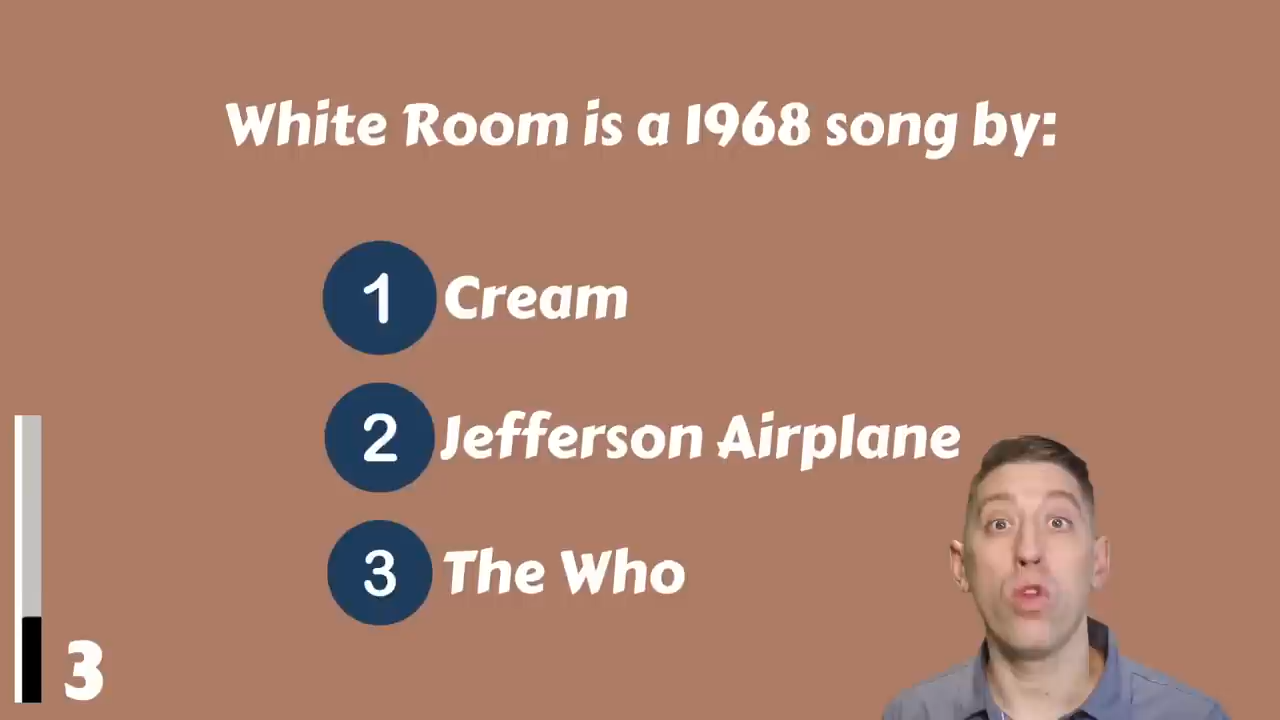 White Room is a 1968 song by:
1 Cream
2 Jefferson Airplane
3 The Who
3